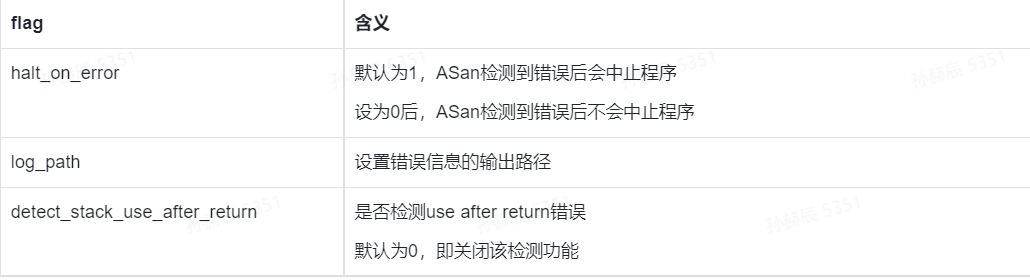 flag 含义
halt_on_error 默认为1，ASan检测到错误后会中止程序
设为0后，ASan检测到错误后不会中止程序
log_path 设置错误信息的输出路径
detect_stack_use_after_return 是否检测use after return错误
默认为0，即关闭该检测功能